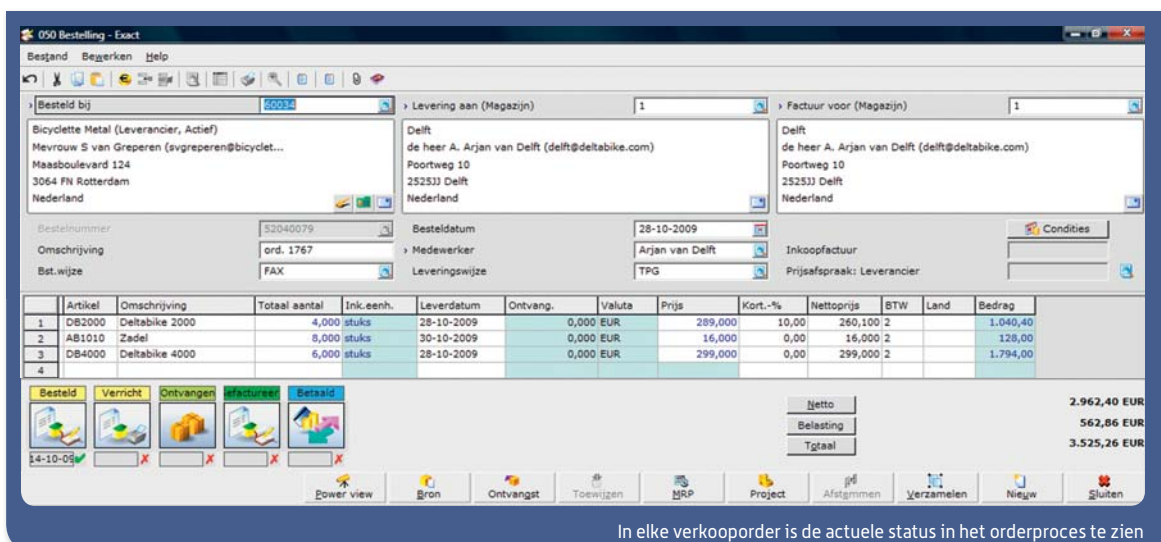 050 Bestelling - Exact
Bestand Bewerken Help
Besteld bij 60034 Levering aan (Magazijn) 1 Factuur voor (Magazijn) 1
Bicyclette Metal (Leverancier, Actief)
Mevrouw S van Greperen (svgreperen@bicyclet...
Maasboulevard 124
3064 FN Rotterdam
Nederland
Delft
de heer A. Arjan van Delft (delft@deltabike.com)
Poortweg 10
2525JJ Delft
Nederland
Delft
de heer A. Arjan van Delft (delft@deltabike.com)
Poortweg 10
2525JJ Delft
Nederland
Bestelnummer 52040079 Besteldatum 28-10-2009 Condities
Omschrijving ord. 1767 Medewerker Arjan van Delft Inkoopfactuur
Bst.wijze FAX Leveringswijze TPG Prijsafspraak: Leverancier
Artikel Omschrijving Totaal aantal Ink.eenh. Leverdatum Ontvang. Valuta Prijs Kort.-% Nettoprijs BTW Land Bedrag
1 DB2000 Deltabike 2000 4,000 stuks 28-10-2009 0,000 EUR 289,000 10,00 260,100 2 1.040,40
2 AB1010 Zadel 8,000 stuks 30-10-2009 0,000 EUR 16,000 0,00 16,000 2 128,00
3 DB4000 Deltabike 4000 6,000 stuks 28-10-2009 0,000 EUR 299,000 0,00 299,000 2 1.794,00
4
Besteld Verricht Ontvangen efactureer Betaald
14-10-09
Netto 2.962,40 EUR
Belasting 562,86 EUR
Totaal 3.525,26 EUR
Power view Bron Ontvangst Toewijzen MRP Project Afstemmen Verzamelen Nieuw Sluiten
In elke verkooporder is de actuele status in het orderproces te zien